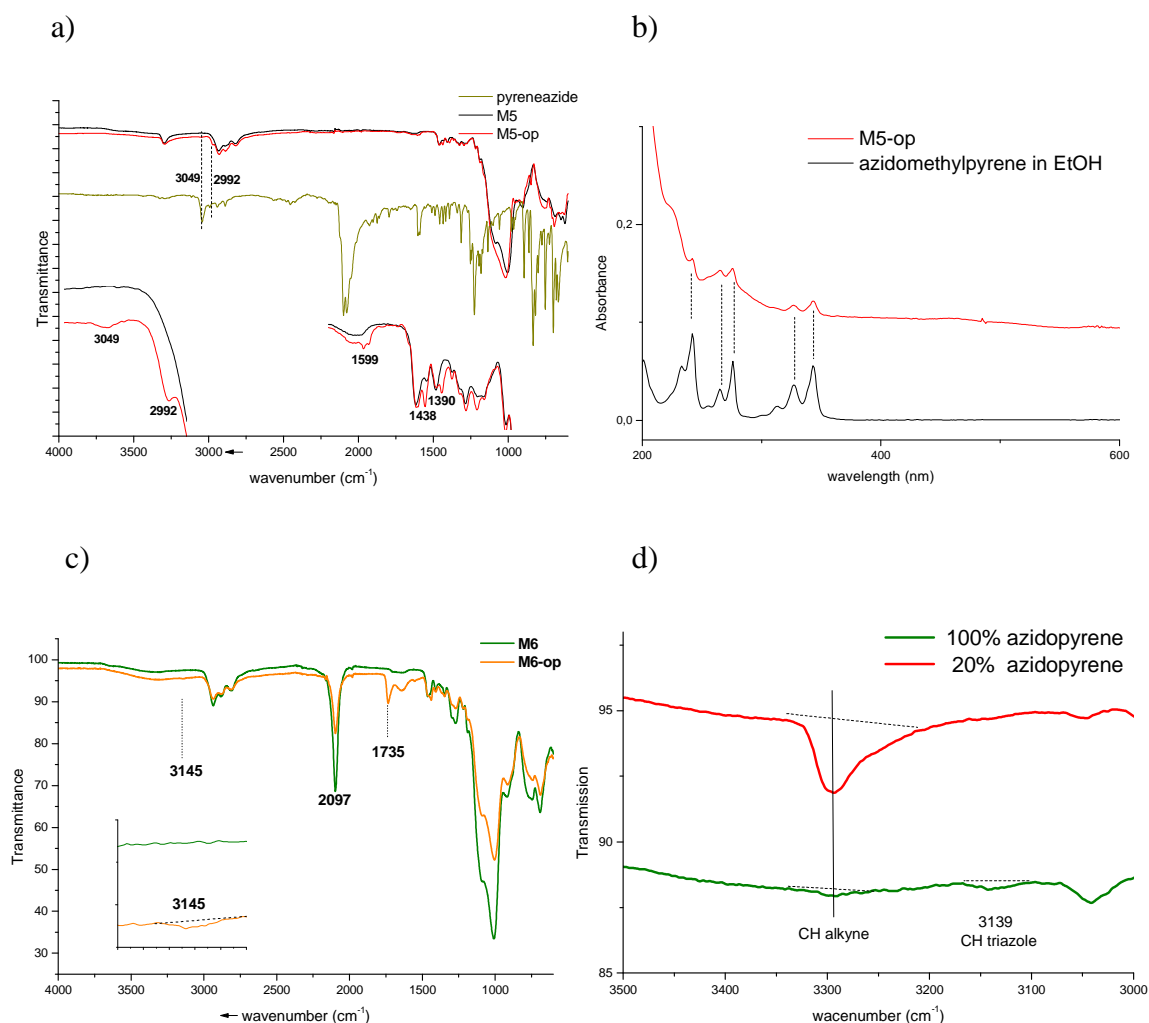 a)
pyreneazide
M5
M5-op
3049
2992
3049
2992
1599
1438
1390
Transmittance
4000
3500
3000
2500
2000
1500
1000
wavenumber (cm-1)
b)
M5-op
azidomethylpyrene in EtOH
0,2
0,0
Absorbance
200
400
600
wavelength (nm)
c)
M6
M6-op
100
90
80
70
60
50
40
30
Transmittance
3145
2097
1735
3145
4000
3500
3000
2500
2000
1500
1000
wavenumber (cm-1)
d)
100% azidopyrene
20% azidopyrene
95
90
85
Transmission
CH alkyne
3139
CH triazole
3500
3400
3300
3200
3100
3000
wacenumber (cm-1)